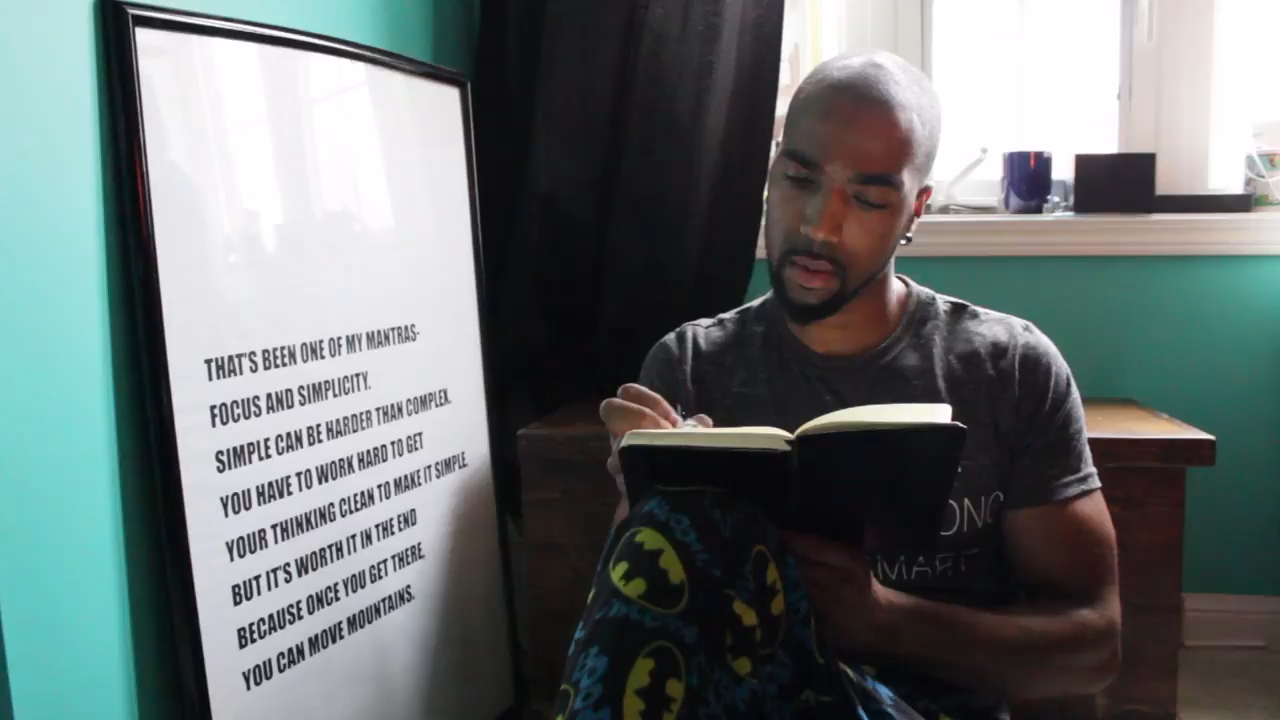 THAT'S BEEN ONE OF MY MANTRAS-
FOCUS AND SIMPLICITY.
SIMPLE CAN BE HARDER THAN COMPLEX.
YOU HAVE TO WORK HARD TO GET
YOUR THINKING CLEAN TO MAKE IT SIMPLE.
BUT IT'S WORTH IT IN THE END
BECAUSE ONCE YOU GET THERE,
YOU CAN MOVE MOUNTAINS.
ONG
MART